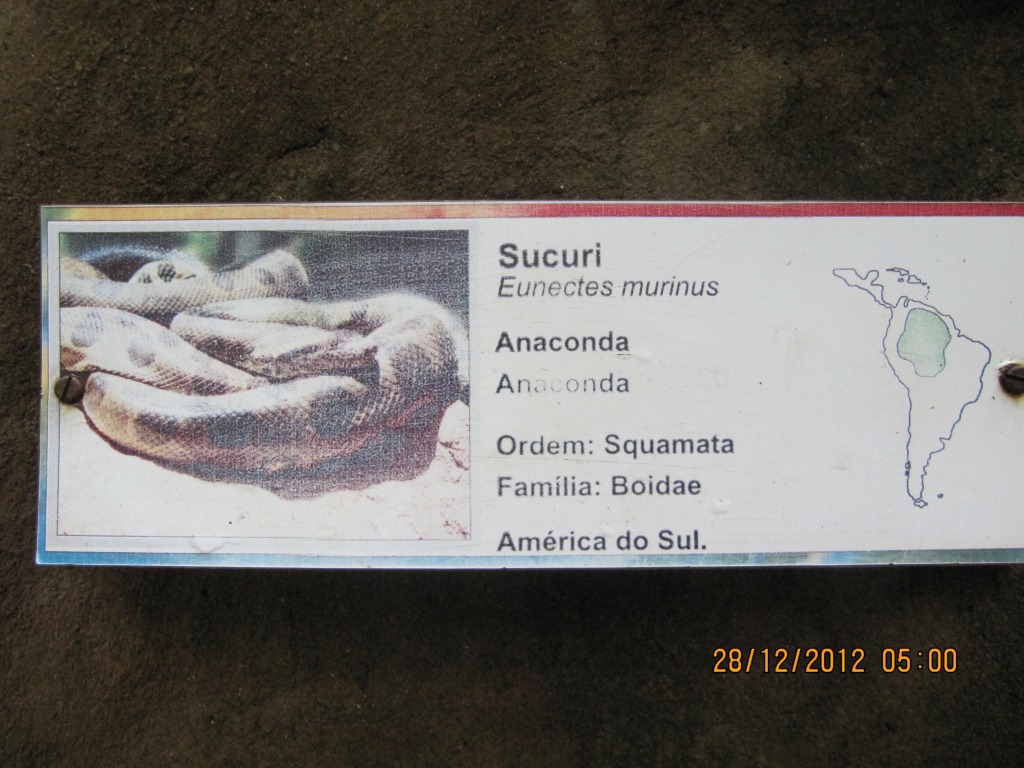 Sucuri
Eunectes murinus
Anaconda
Anaconda
Ordem: Squamata
Família: Boidae
América do Sul.
28/12/2012 05:00